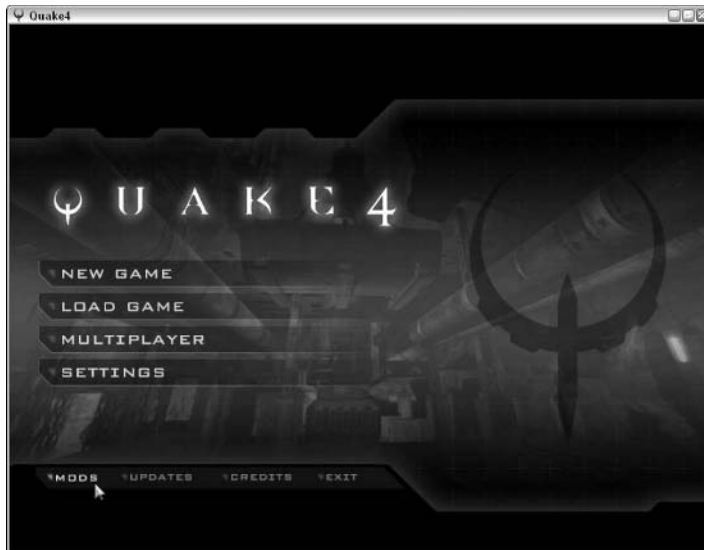 Quake4
QUAKE 4
NEW GAME
LOAD GAME
MULTIPLAYER
SETTINGS
MODS UPDATES CREDITS EXIT